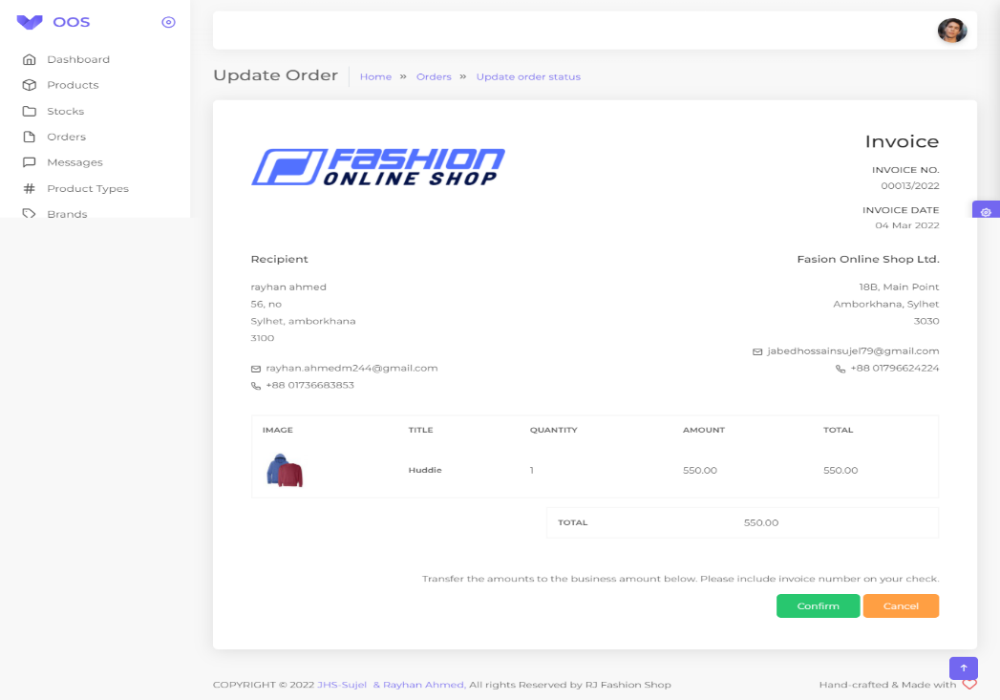 OOS
Dashboard
Products
Stocks
Orders
Messages
Product Types
Brands
Update Order
Home » Orders » Update order status
FASHION
ONLINE SHOP
Invoice
INVOICE NO.
00013/2022
INVOICE DATE
04 Mar 2022
Recipient
rayhan ahmed
56, no
Sylhet, amborkhana
3100
rayhan.ahmedm244@gmail.com
+88 01736683853
Fasion Online Shop Ltd.
18B, Main Point
Amborkhana, Sylhet
3030
jabedhossainsujel79@gmail.com
+88 01796624224
IMAGE TITLE QUANTITY AMOUNT TOTAL
Huddie 1 550.00 550.00
TOTAL 550.00
Transfer the amounts to the business amount below. Please include invoice number on your check.
Confirm Cancel
COPYRIGHT © 2022 JHS-Sujel & Rayhan Ahmed, All rights Reserved by RJ Fashion Shop
Hand-crafted & Made with